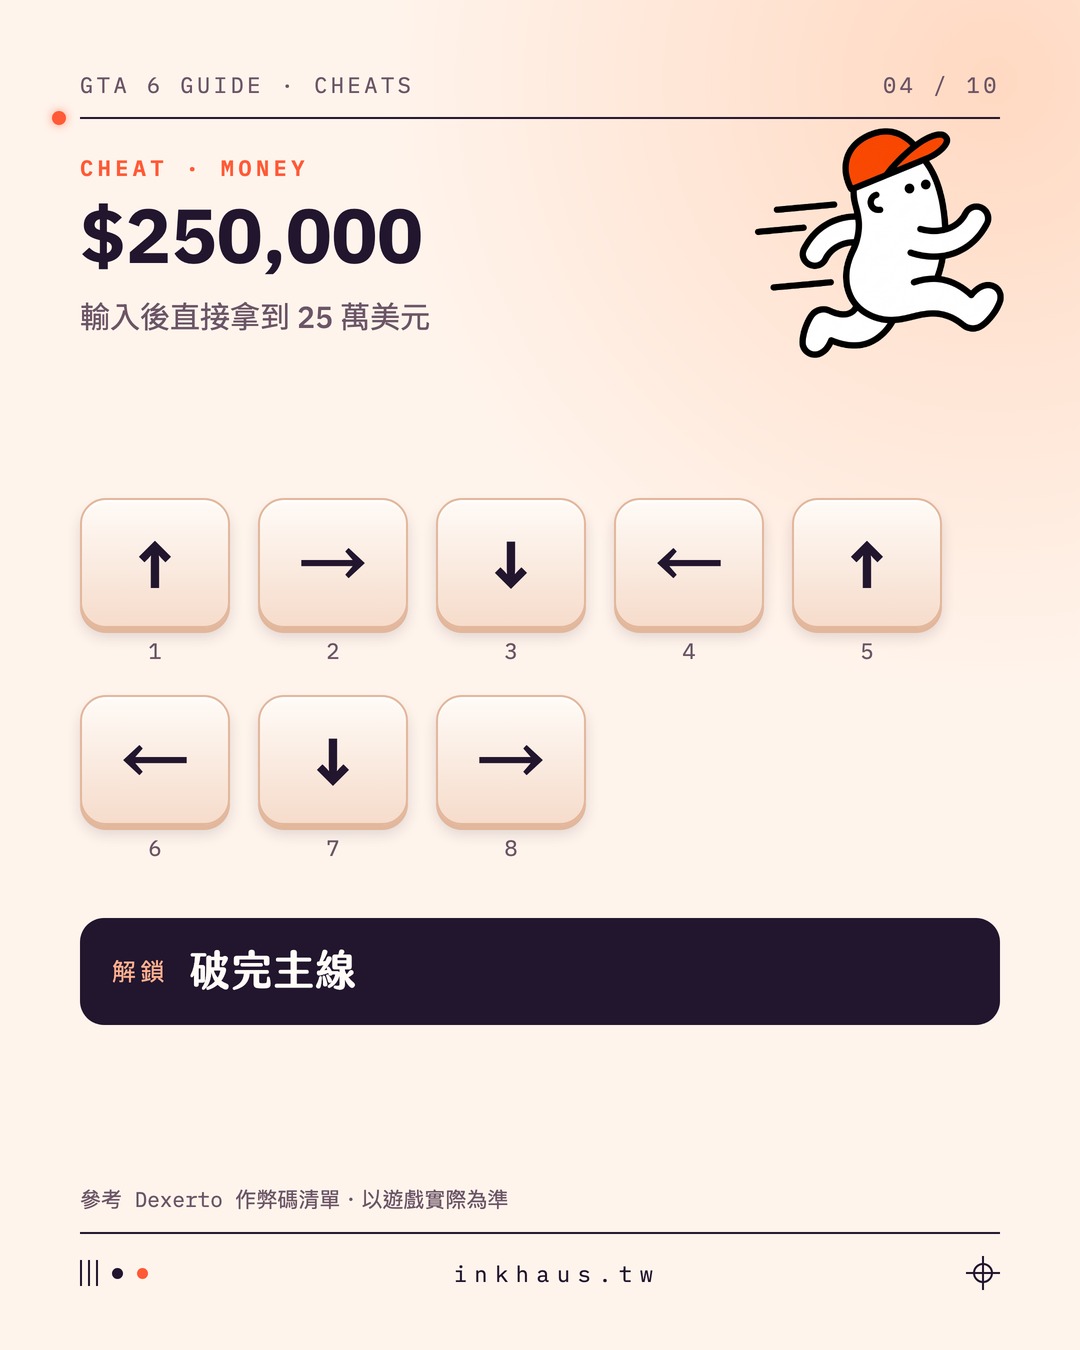 GTA 6 GUIDE · CHEATS
04 / 10
CHEAT · MONEY
$250,000
輸入後直接拿到 25 萬美元
↑ → ↓ ← ↑
1 2 3 4 5
← ↓ →
6 7 8
解鎖 破完主線
參考 Dexerto 作弊碼清單 · 以遊戲實際為準
inkhaus.tw